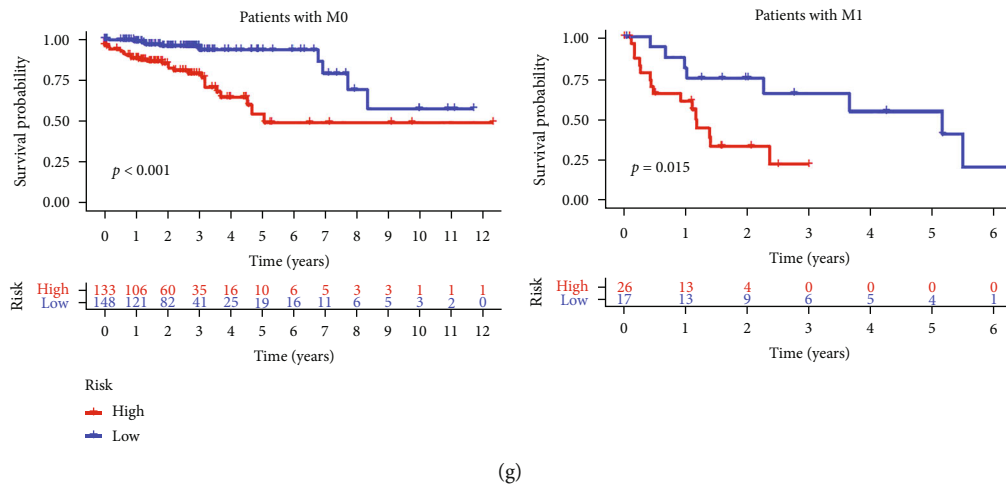 Patients with M0
Survival probability
1.00
0.75
0.50
0.25
0.00
p < 0.001
0 1 2 3 4 5 6 7 8 9 10 11 12
Time (years)
Risk
High 133 106 60 35 16 10 6 5 3 3 1 1 1
Low 148 121 82 41 25 19 16 11 6 5 3 2 0
0 1 2 3 4 5 6 7 8 9 10 11 12
Time (years)
Risk
High
Low
Patients with M1
Survival probability
1.00
0.75
0.50
0.25
0.00
p = 0.015
0 1 2 3 4 5 6
Time (years)
Risk
High 26 13 4 0 0 0 0
Low 17 13 9 6 5 4 1
0 1 2 3 4 5 6
Time (years)
(g)